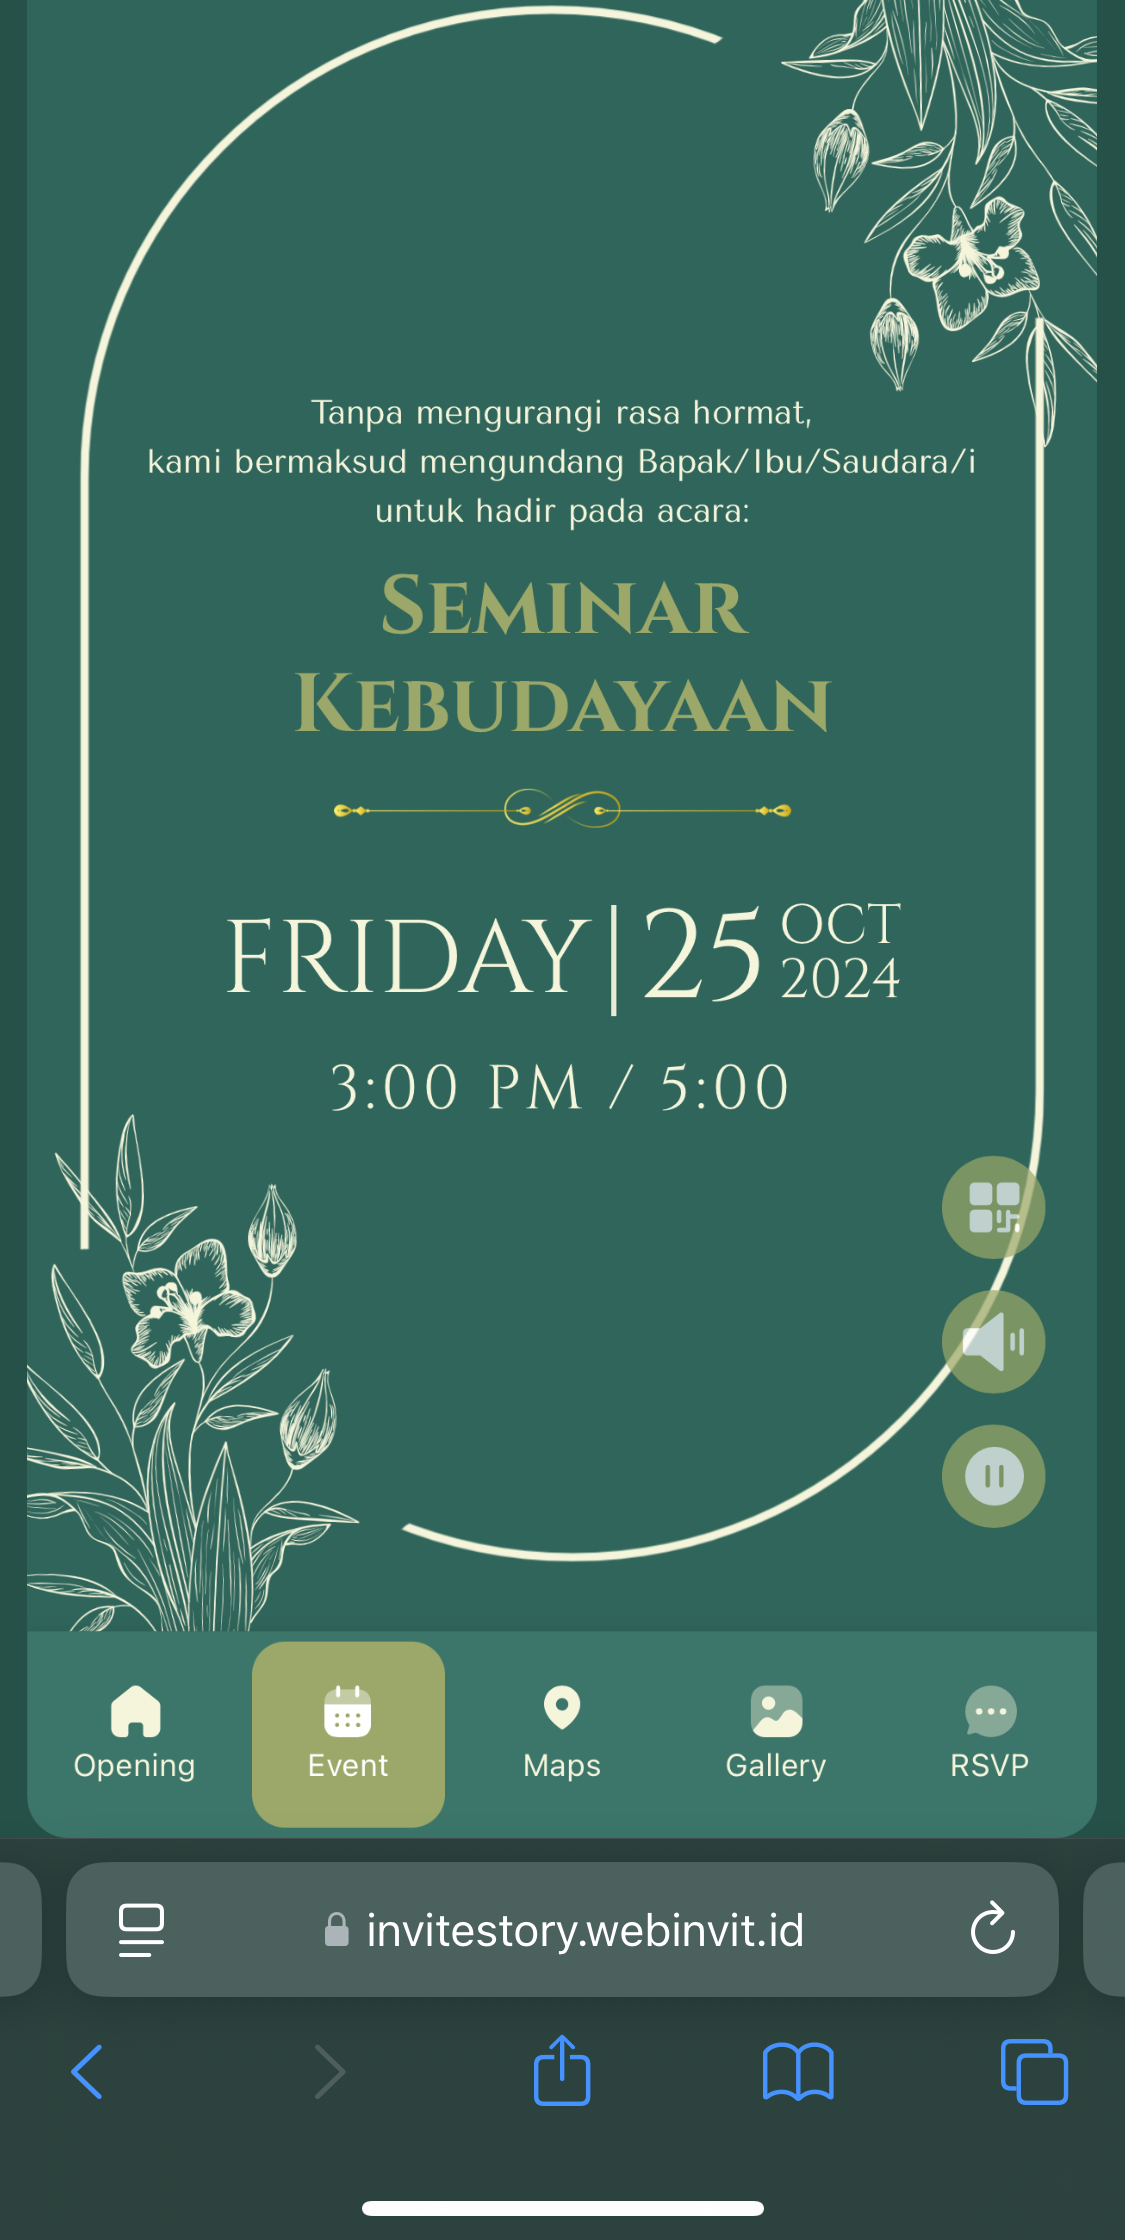 Tanpa mengurangi rasa hormat,
kami bermaksud mengundang Bapak/Ibu/Saudara/i
untuk hadir pada acara:
Seminar
Kebudayaan
FRIDAY | 25 OCT 2024
3:00 PM / 5:00
Opening
Event
Maps
Gallery
RSVP
invitestory.webinvit.id